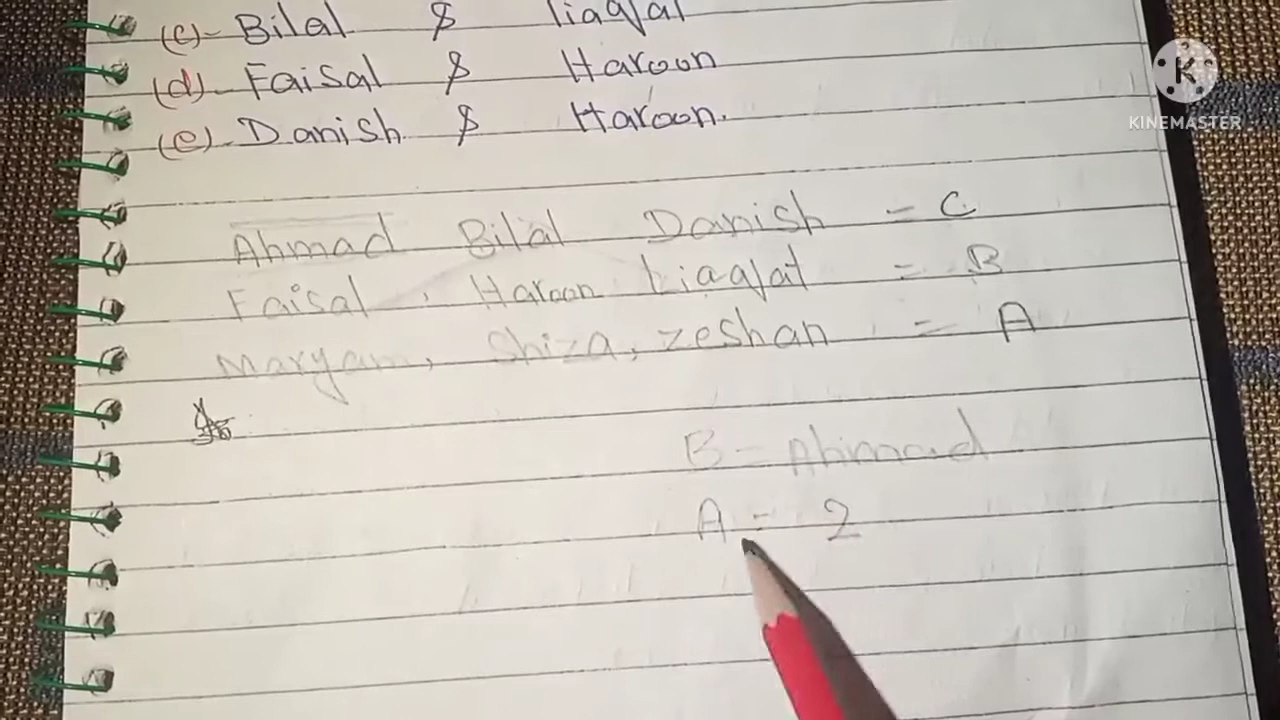 (c)- Bilal $ liaqat
(d)- Faisal $ Haroon
(e)- Danish $ Haroon.
K
KINEMASTER
Ahmad Bilal Danish - C
Faisal, Haroon Liaqat = B
Maryam, Shiza, zeshan = A
B = Ahmad
A = 2